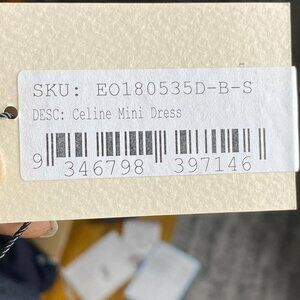 SKU: EO180535D-B-S
DESC: Celine Mini Dress
9 346798 397146